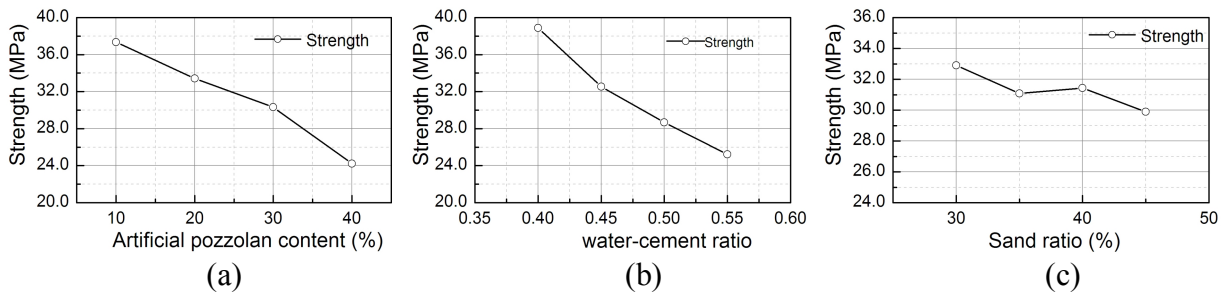 40.0
36.0
32.0
28.0
24.0
20.0
Strength (MPa)
Strength
10 20 30 40
Artificial pozzolan content (%)
(a)
40.0
36.0
32.0
28.0
24.0
20.0
Strength (MPa)
Strength
0.35 0.40 0.45 0.50 0.55 0.60
water-cement ratio
(b)
36.0
34.0
32.0
30.0
28.0
26.0
24.0
Strength (MPa)
Strength
30 40 50
Sand ratio (%)
(c)